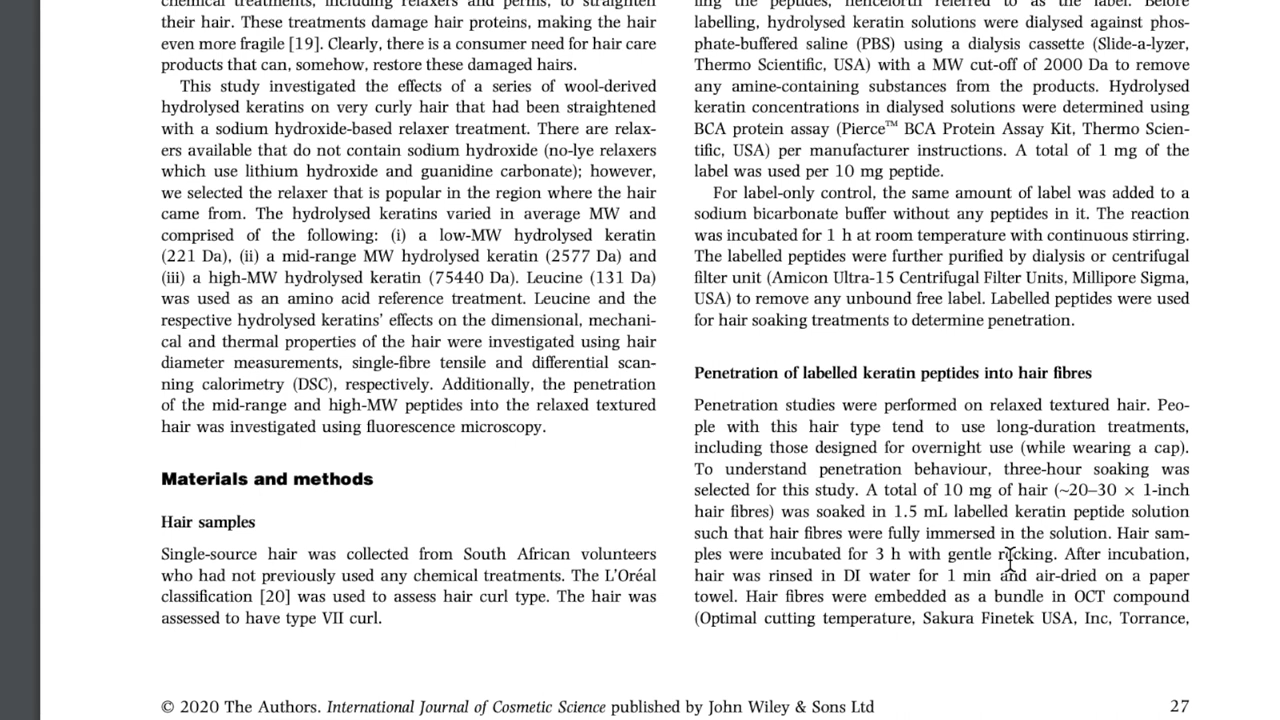 chemical treatments, including relaxers and perms, to straighten
their hair. These treatments damage hair proteins, making the hair
even more fragile [19]. Clearly, there is a consumer need for hair care
products that can, somehow, restore these damaged hairs.
This study investigated the effects of a series of wool-derived
hydrolysed keratins on very curly hair that had been straightened
with a sodium hydroxide-based relaxer treatment. There are relax-
ers available that do not contain sodium hydroxide (no-lye relaxers
which use lithium hydroxide and guanidine carbonate); however,
we selected the relaxer that is popular in the region where the hair
came from. The hydrolysed keratins varied in average MW and
comprised of the following: (i) a low-MW hydrolysed keratin
(221 Da), (ii) a mid-range MW hydrolysed keratin (2577 Da) and
(iii) a high-MW hydrolysed keratin (75440 Da). Leucine (131 Da)
was used as an amino acid reference treatment. Leucine and the
respective hydrolysed keratins' effects on the dimensional, mechani-
cal and thermal properties of the hair were investigated using hair
diameter measurements, single-fibre tensile and differential scan-
ning calorimetry (DSC), respectively. Additionally, the penetration
of the mid-range and high-MW peptides into the relaxed textured
hair was investigated using fluorescence microscopy.
Materials and methods
Hair samples
Single-source hair was collected from South African volunteers
who had not previously used any chemical treatments. The L'Oréal
classification [20] was used to assess hair curl type. The hair was
assessed to have type VII curl.
ling the peptides, henceforth referred to as the label. Before
labelling, hydrolysed keratin solutions were dialysed against phos-
phate-buffered saline (PBS) using a dialysis cassette (Slide-a-lyzer,
Thermo Scientific, USA) with a MW cut-off of 2000 Da to remove
any amine-containing substances from the products. Hydrolysed
keratin concentrations in dialysed solutions were determined using
BCA protein assay (Pierce™ BCA Protein Assay Kit, Thermo Scien-
tific, USA) per manufacturer instructions. A total of 1 mg of the
label was used per 10 mg peptide.
For label-only control, the same amount of label was added to a
sodium bicarbonate buffer without any peptides in it. The reaction
was incubated for 1 h at room temperature with continuous stirring.
The labelled peptides were further purified by dialysis or centrifugal
filter unit (Amicon Ultra-15 Centrifugal Filter Units, Millipore Sigma,
USA) to remove any unbound free label. Labelled peptides were used
for hair soaking treatments to determine penetration.
Penetration of labelled keratin peptides into hair fibres
Penetration studies were performed on relaxed textured hair. Peo-
ple with this hair type tend to use long-duration treatments,
including those designed for overnight use (while wearing a cap).
To understand penetration behaviour, three-hour soaking was
selected for this study. A total of 10 mg of hair (~20–30 × 1-inch
hair fibres) was soaked in 1.5 mL labelled keratin peptide solution
such that hair fibres were fully immersed in the solution. Hair sam-
ples were incubated for 3 h with gentle rocking. After incubation,
hair was rinsed in DI water for 1 min and air-dried on a paper
towel. Hair fibres were embedded as a bundle in OCT compound
(Optimal cutting temperature, Sakura Finetek USA, Inc, Torrance,
© 2020 The Authors. International Journal of Cosmetic Science published by John Wiley & Sons Ltd
27